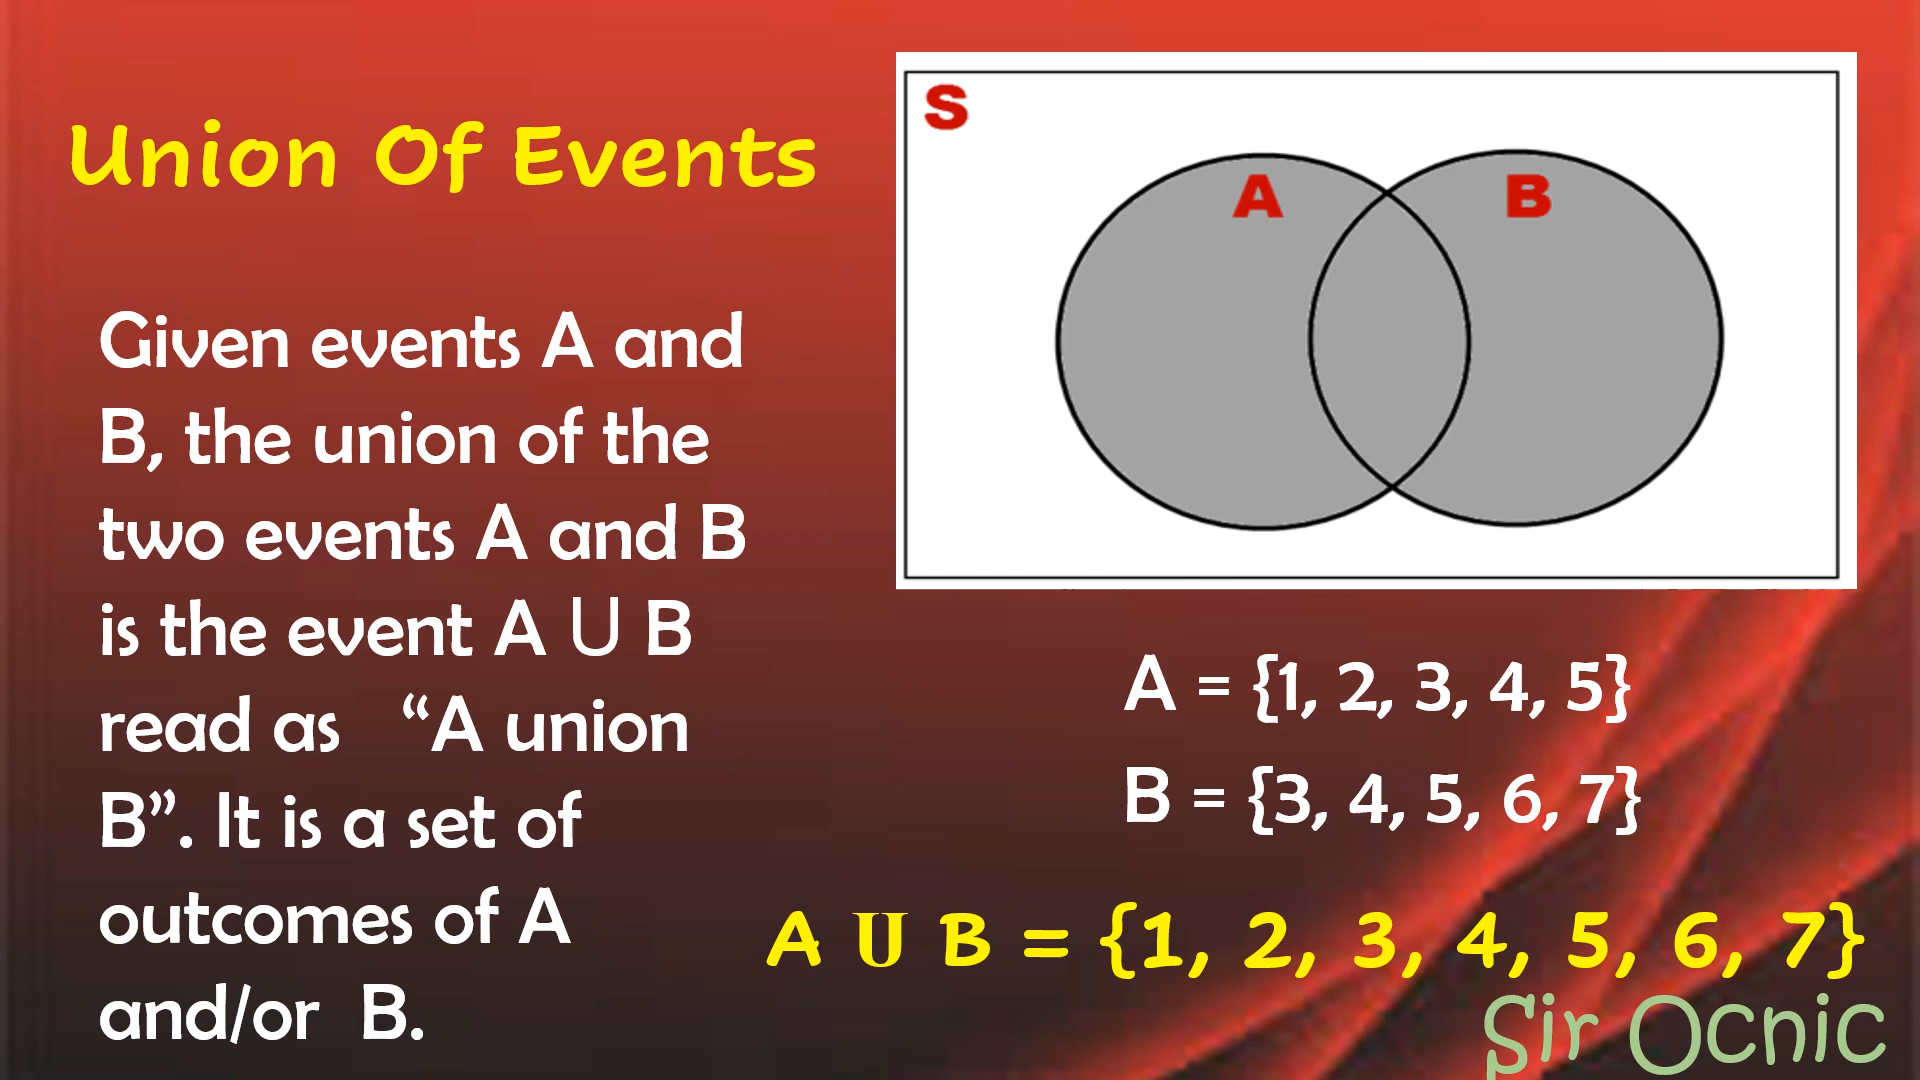 Union Of Events
Given events A and
B, the union of the
two events A and B
is the event A ∪ B
read as “A union
B”. It is a set of
outcomes of A
and/or B.
S
A
B
A = {1, 2, 3, 4, 5}
B = {3, 4, 5, 6, 7}
A U B = {1, 2, 3, 4, 5, 6, 7}
Sir Ocnic